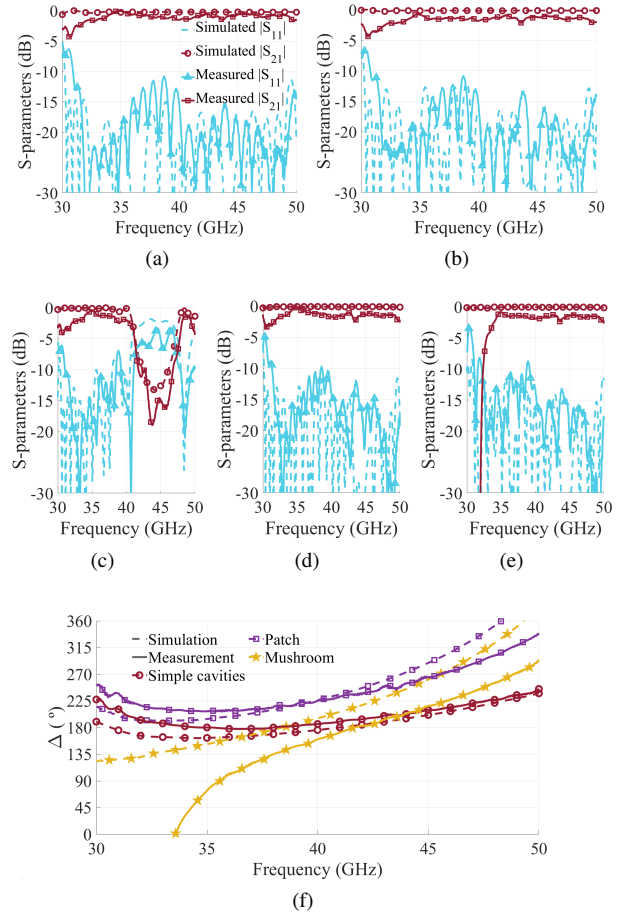 S-parameters (dB)
0
-5
-10
-15
-20
-25
-30
30 35 40 45 50
Frequency (GHz)
Simulated |S11|
Simulated |S21|
Measured |S11|
Measured |S21|
(a)
S-parameters (dB)
0
-5
-10
-15
-20
-25
-30
30 35 40 45 50
Frequency (GHz)
(b)
S-parameters (dB)
0
-5
-10
-15
-20
-25
-30
30 35 40 45 50
Frequency (GHz)
(c)
S-parameters (dB)
0
-5
-10
-15
-20
-30
30 35 40 45 50
Frequency (GHz)
(d)
S-parameters (dB)
0
-5
-10
-15
-20
-30
30 35 40 45 50
Frequency (GHz)
(e)
Δ (º)
360
315
270
225
180
135
90
45
0
30 35 40 45 50
Frequency (GHz)
Simulation
Measurement
Simple cavities
Patch
Mushroom
(f)